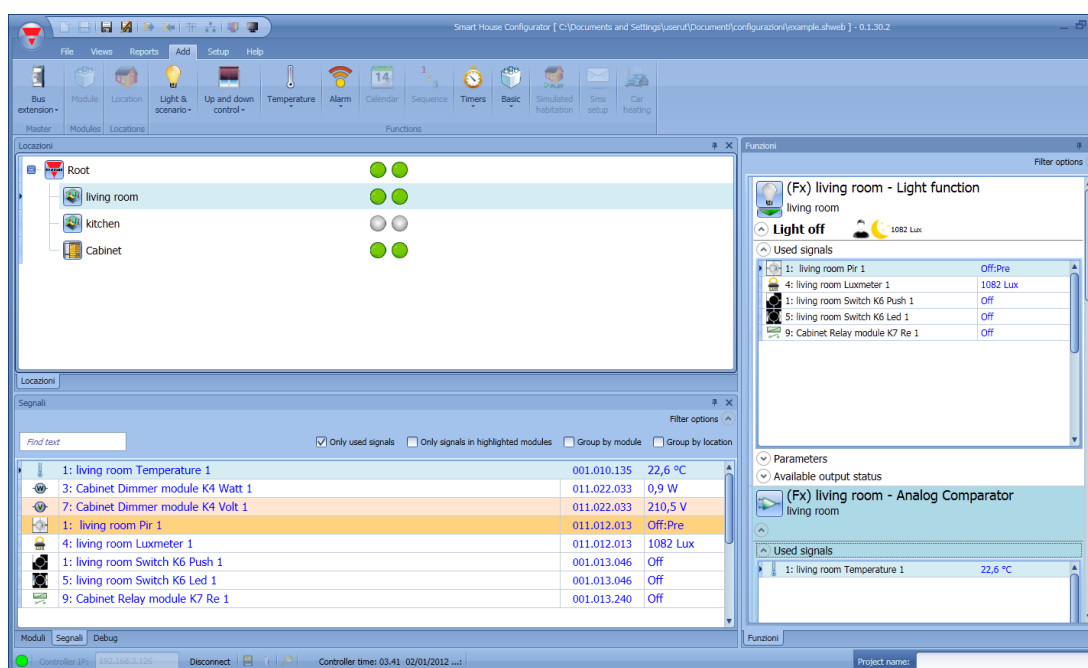 Smart House Configurator [ C:\Documents and Settings\userut\Documenti\configurazioni\example.shweb ] - 0.1.30.2
File Views Reports Add Setup Help
Bus extension Module Location Light & scenario Up and down control Temperature Alarm 14 Calendar Sequence Timers Basic Simulated habitation Sms setup Car heating
Master Modules Locations Functions
Locazioni
Root
living room
kitchen
Cabinet
Locazioni
Segnali
Filter options
Find text Only used signals Only signals in highlighted modules Group by module Group by location
1: living room Temperature 1 001.010.135 22,6 °C
3: Cabinet Dimmer module K4 Watt 1 011.022.033 0,9 W
7: Cabinet Dimmer module K4 Volt 1 011.022.033 210,5 V
1: living room Pir 1 011.012.013 Off:Pre
4: living room Luxmeter 1 011.012.013 1082 Lux
1: living room Switch K6 Push 1 001.013.046 Off
5: living room Switch K6 Led 1 001.013.046 Off
9: Cabinet Relay module K7 Re 1 001.013.240 Off
Moduli Segnali Debug
Funzioni
Filter options
(Fx) living room - Light function
living room
Light off 1082 Lux
Used signals
1: living room Pir 1 Off:Pre
4: living room Luxmeter 1 1082 Lux
1: living room Switch K6 Push 1 Off
5: living room Switch K6 Led 1 Off
9: Cabinet Relay module K7 Re 1 Off
Parameters
Available output status
(Fx) living room - Analog Comparator
living room
Used signals
1: living room Temperature 1 22,6 °C
Funzioni
Controller IP: 192.168.3.126 Disconnect Controller time: 03.41 02/01/2012 ...: Project name: